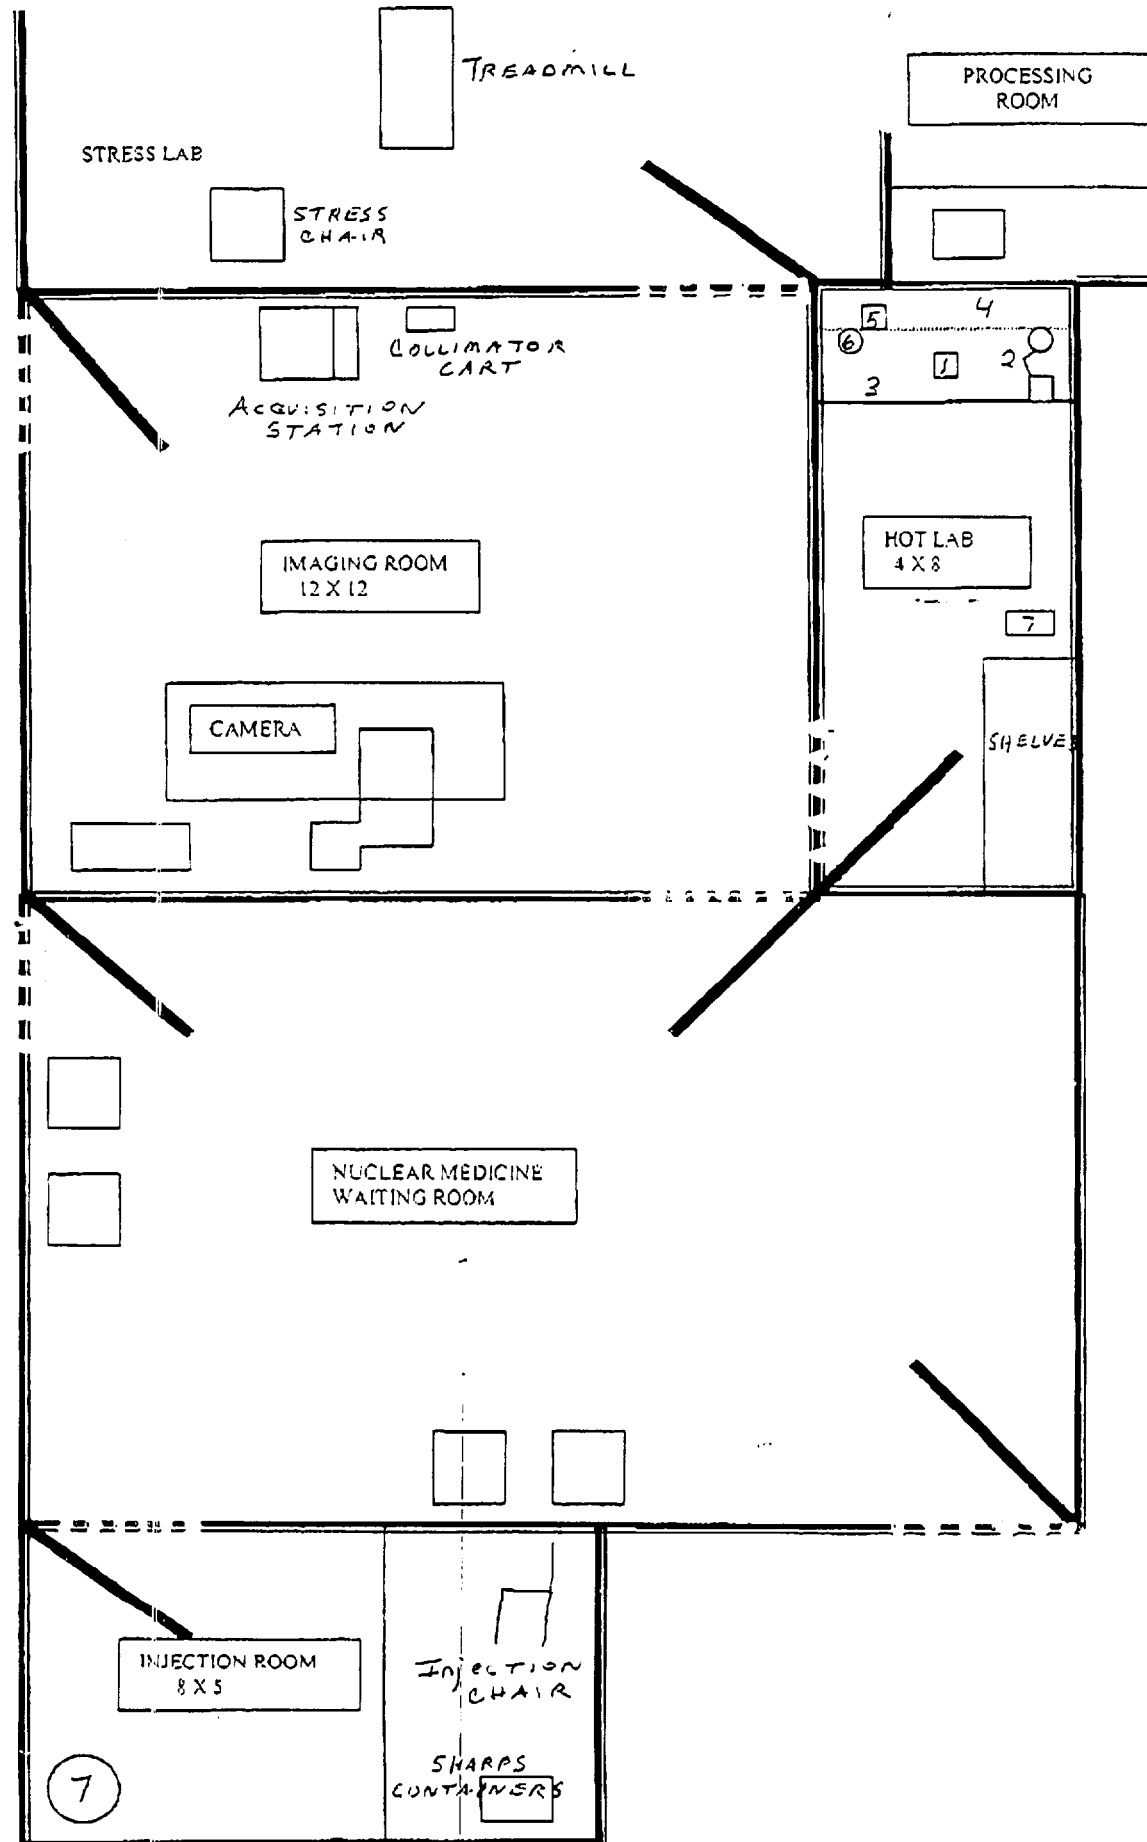 TREADMILL
PROCESSING
ROOM
STRESS LAB
STRESS
CHAIR
5
4
6
1
2
3
COLLIMATOR
CART
ACQUISITION
STATION
IMAGING ROOM
12 X 12
HOT LAB
4 X 8
7
CAMERA
SHELVES
NUCLEAR MEDICINE
WAITING ROOM
INJECTION ROOM
8 X 5
InjECTION
CHAIR
SHARPS
CONTAINERS
7